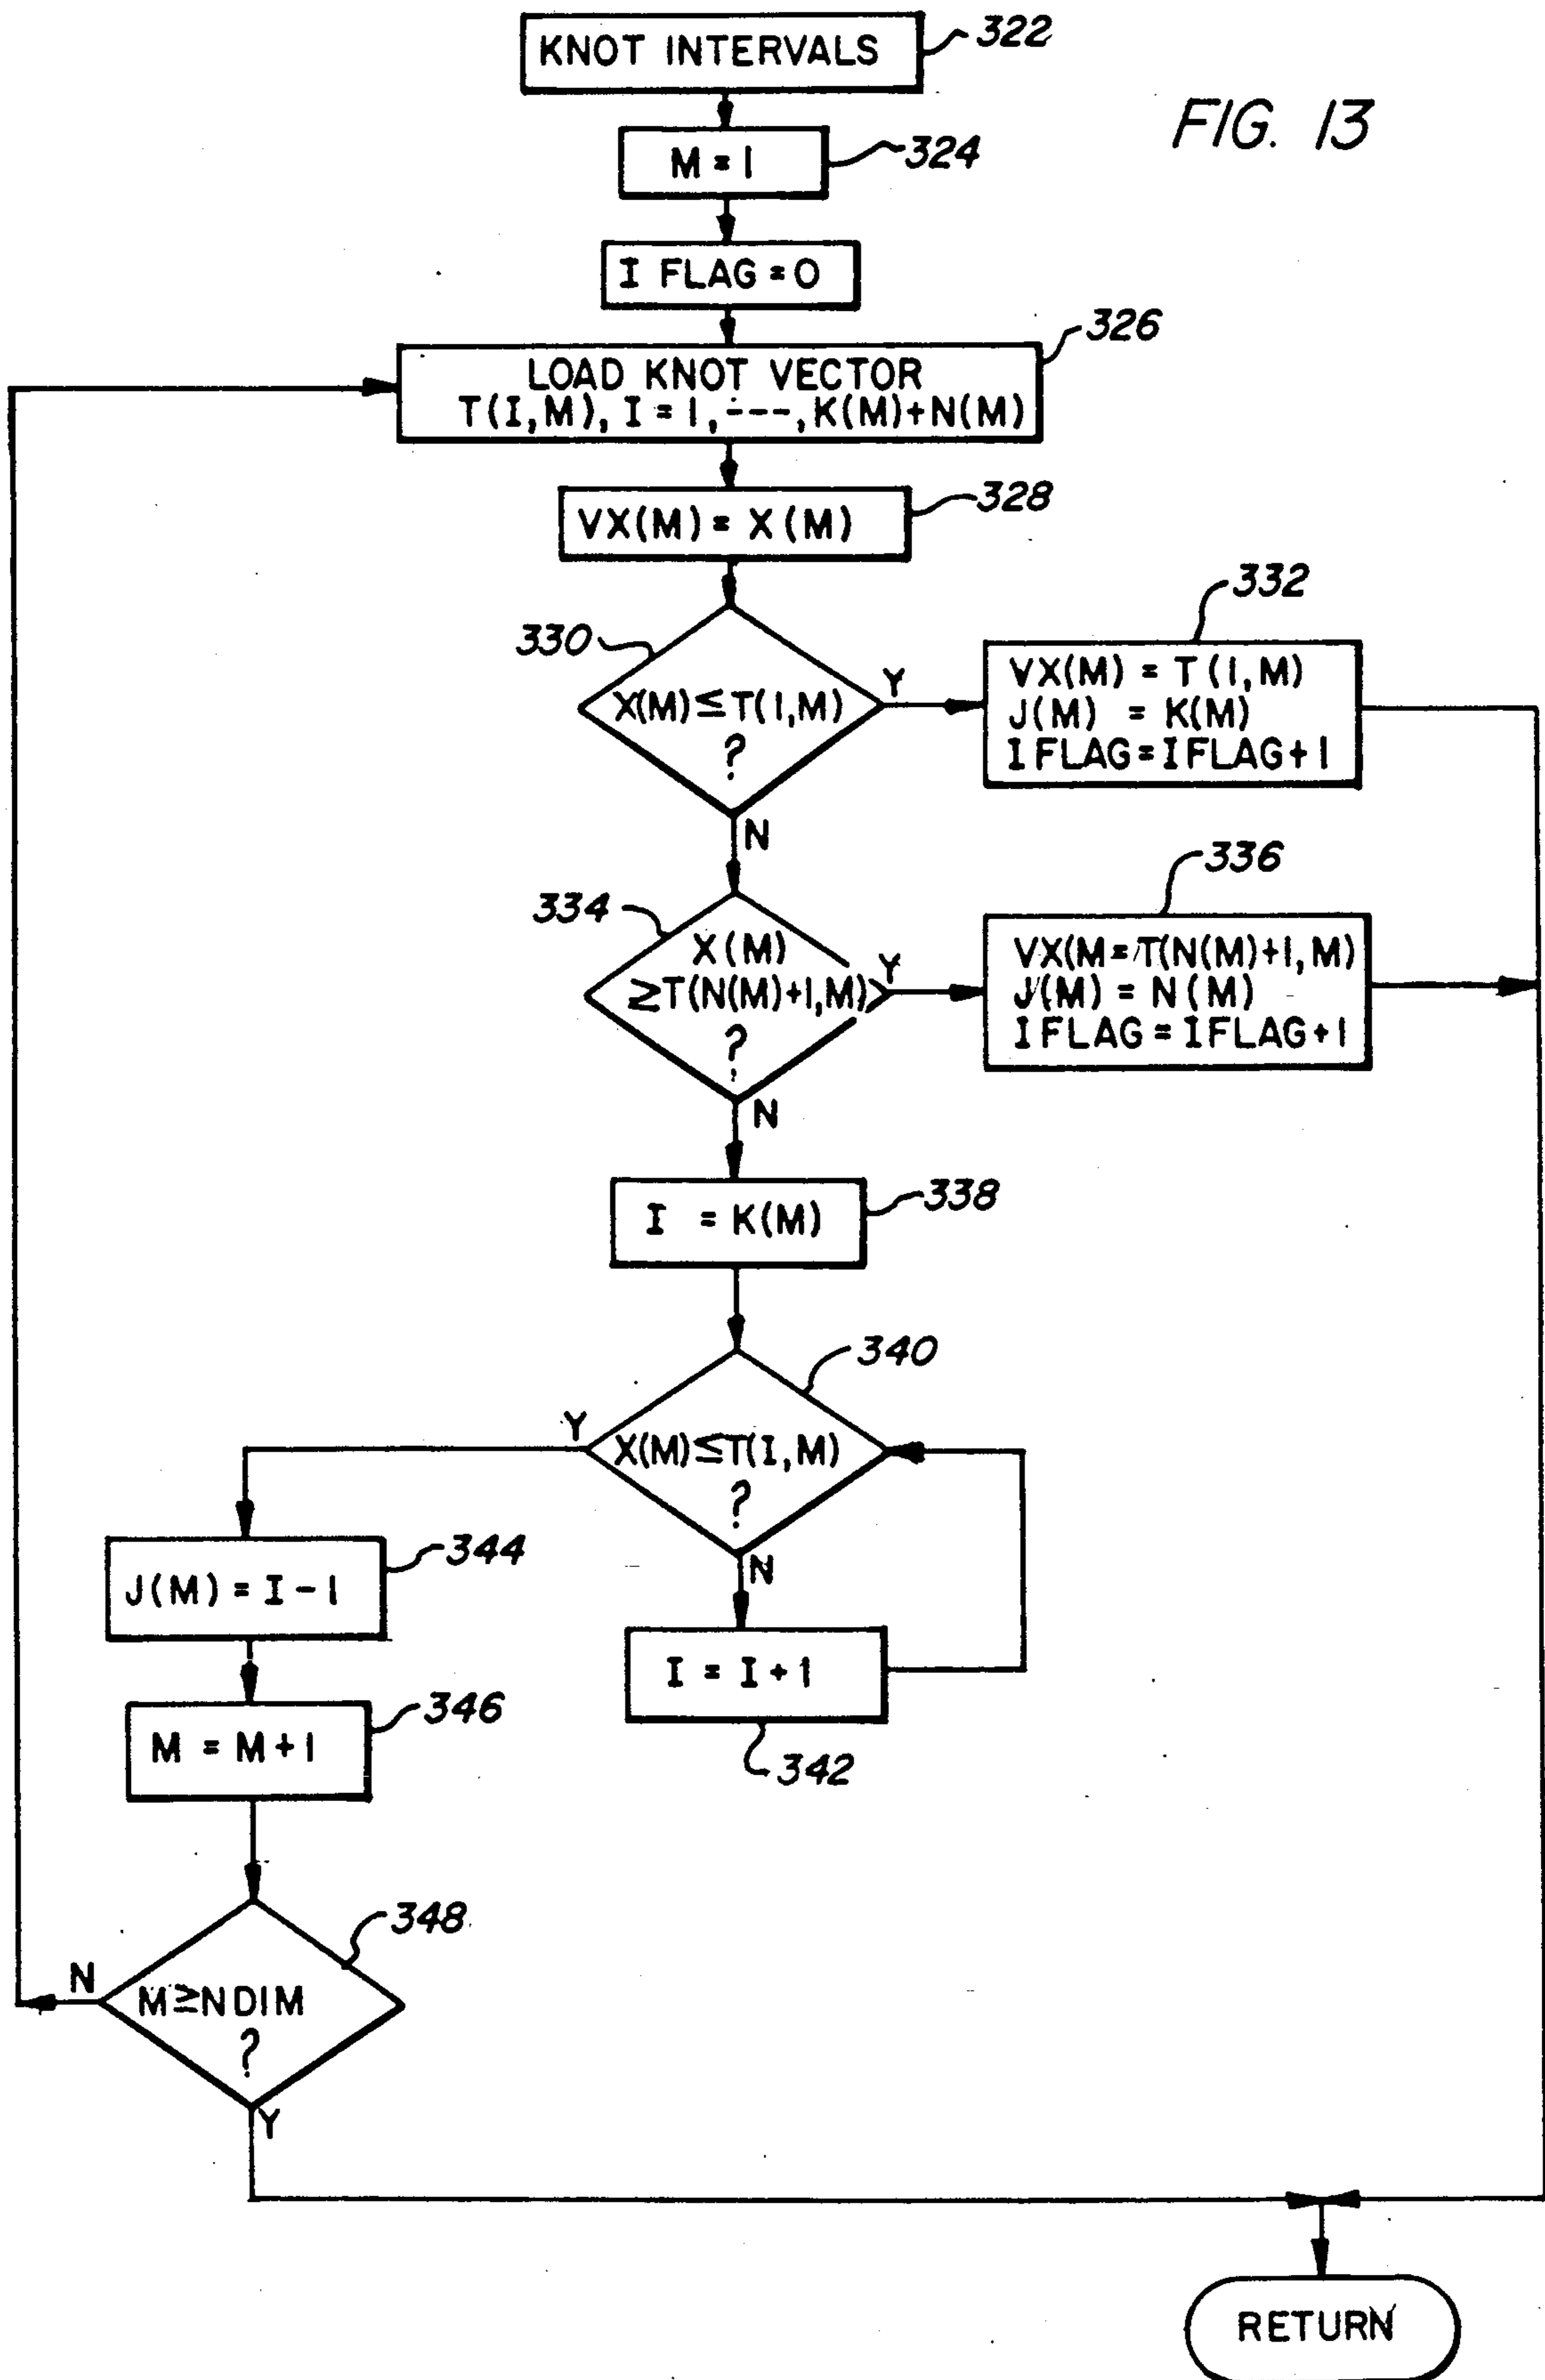 KNOT INTERVALS
322
FIG. 13
M = 1
324
I FLAG = 0
326
LOAD KNOT VECTOR
T(I,M), I = 1, ---, K(M)+N(M)
328
VX(M) = X(M)
330
X(M) ≤ T(1,M)
?
Y
N
332
VX(M) = T(1,M)
J(M) = K(M)
IFLAG = IFLAG+1
334
X(M)
≥T(N(M)+1,M)
?
Y
N
336
VX(M = T(N(M)+1,M)
J(M) = N(M)
IFLAG = IFLAG+1
I = K(M)
338
340
X(M) ≤ T(I,M)
?
Y
N
344
J(M) = I-1
I = I+1
342
346
M = M+1
348
M ≥ NDIM
?
N
Y
RETURN